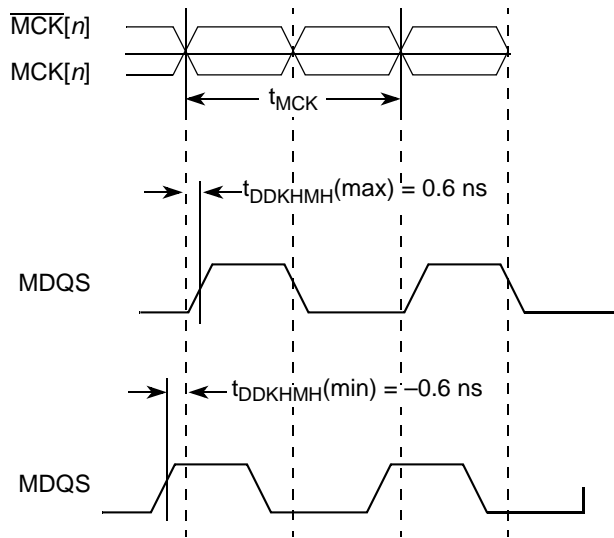 MCK[n]
MCK[n]
tMCK
tDDKHMH(max) = 0.6 ns
MDQS
tDDKHMH(min) = –0.6 ns
MDQS